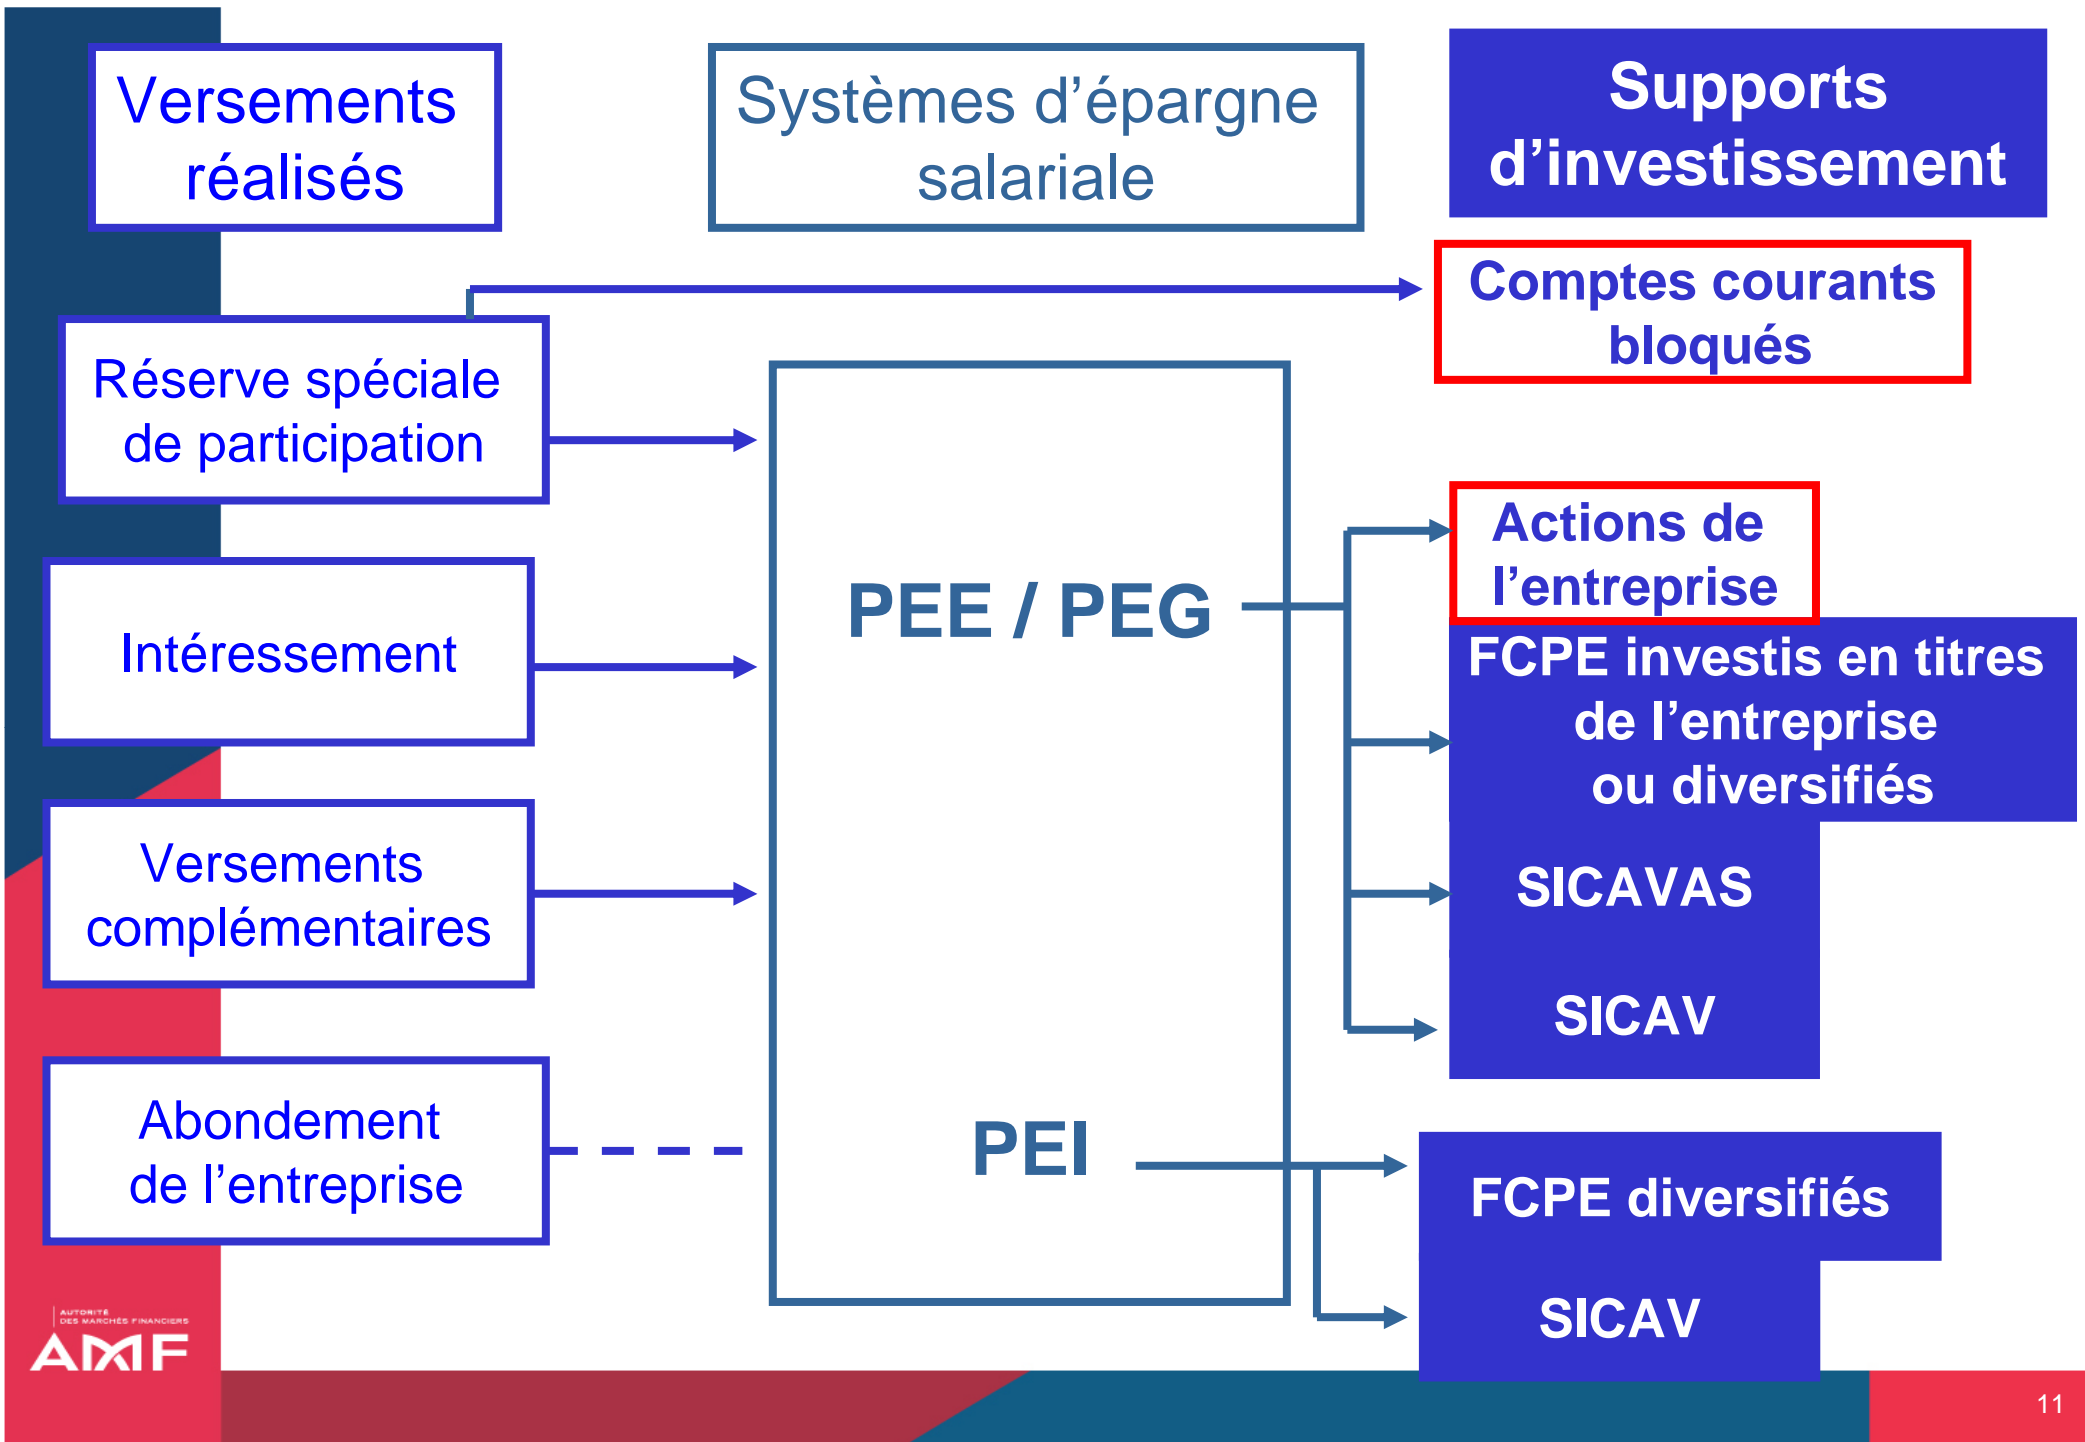 Versements
réalisés
Systèmes d'épargne
salariale
Supports
d'investissement
Comptes courants
bloqués
Réserve spéciale
de participation
Actions de
l'entreprise
PEE / PEG
Intéressement
FCPE investis en titres
de l'entreprise
ou diversifiés
Versements
complémentaires
SICAVAS
SICAV
Abondement
de l'entreprise
PEI
FCPE diversifiés
SICAV
AUTORITÉ
DES MARCHÉS FINANCIERS
AMF
11